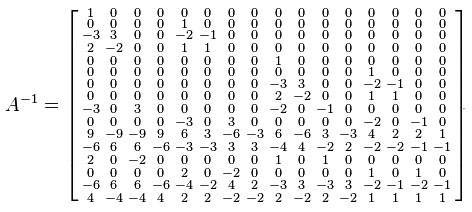 A⁻¹ =
1 0 0 0 0 0 0 0 0 0 0 0 0 0 0 0
0 0 0 0 1 0 0 0 0 0 0 0 0 0 0 0
−3 3 0 0 −2 −1 0 0 0 0 0 0 0 0 0 0
2 −2 0 0 1 1 0 0 0 0 0 0 0 0 0 0
0 0 0 0 0 0 0 0 1 0 0 0 0 0 0 0
0 0 0 0 0 0 0 0 0 0 0 0 1 0 0 0
0 0 0 0 0 0 0 0 −3 3 0 0 −2 −1 0 0
0 0 0 0 0 0 0 0 2 −2 0 0 1 1 0 0
−3 0 3 0 0 0 0 0 −2 0 −1 0 0 0 0 0
0 0 0 0 −3 0 3 0 0 0 0 0 −2 0 −1 0
9 −9 −9 9 6 3 −6 −3 6 −6 3 −3 4 2 2 1
−6 6 6 −6 −3 −3 3 3 −4 4 −2 2 −2 −2 −1 −1
2 0 −2 0 0 0 0 0 1 0 1 0 0 0 0 0
0 0 0 0 2 0 −2 0 0 0 0 0 1 0 1 0
−6 6 6 −6 −4 −2 4 2 −3 3 −3 3 −2 −1 −2 −1
4 −4 −4 4 2 2 −2 −2 2 −2 2 −2 1 1 1 1